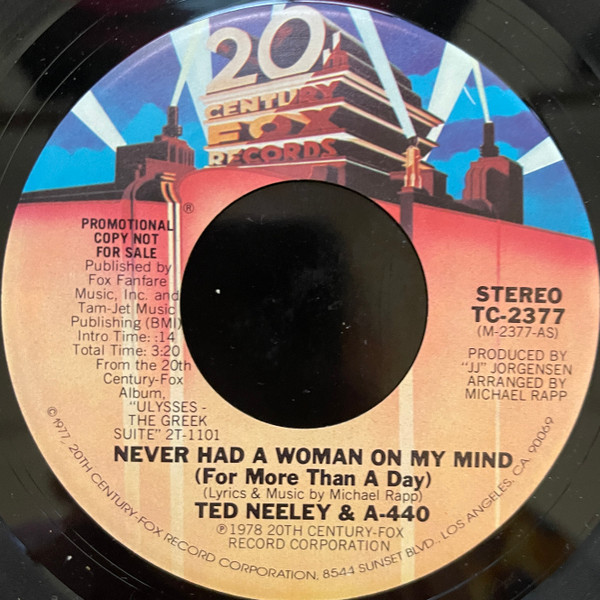 20th
CENTURY
FOX
RECORDS
®
PROMOTIONAL
COPY NOT
FOR SALE
Published by
Fox Fanfare
Music, Inc. and
Tam-Jet Music
Publishing (BMI)
Intro Time: :14
Total Time: 3:20
From the 20th
Century-Fox
Album,
"ULYSSES -
THE GREEK
SUITE" 2T-1101
STEREO
TC-2377
(M-2377-AS)
PRODUCED BY
"JJ" JORGENSEN
ARRANGED BY
MICHAEL RAPP
NEVER HAD A WOMAN ON MY MIND
(For More Than A Day)
(Lyrics & Music by Michael Rapp)
TED NEELEY & A-440
℗1978 20TH CENTURY-FOX
RECORD CORPORATION
©1977, 20TH CENTURY-FOX RECORD CORPORATION, 8544 SUNSET BLVD., LOS ANGELES, CA. 90069